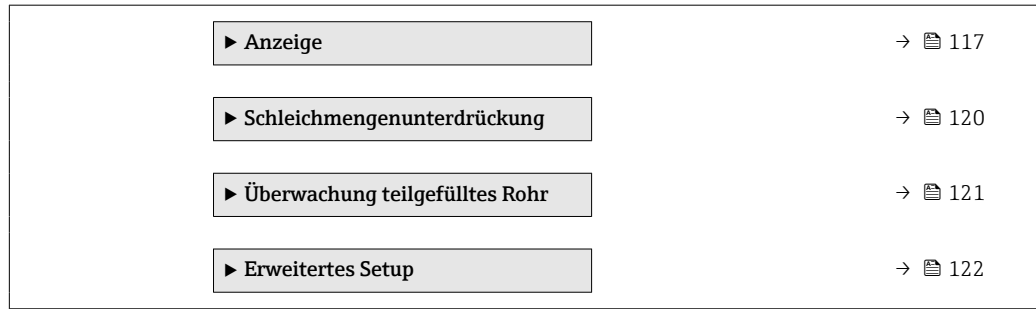 ▶ Anzeige → 117
▶ Schleichmengenunterdrückung → 120
▶ Überwachung teilgefülltes Rohr → 121
▶ Erweitertes Setup → 122